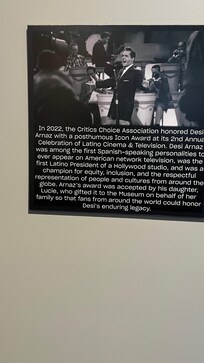 In 2022, the Critics Choice Association honored Desi
Arnaz with a posthumous Icon Award at its 2nd Annual
Celebration of Latino Cinema & Television. Desi Arnaz
was among the first Spanish-speaking personalities to
ever appear on American network television, was the
first Latino President of a Hollywood studio, and was a
champion for equity, inclusion, and the respectful
representation of people and cultures from around the
globe. Arnaz's award was accepted by his daughter,
Lucie, who gifted it to the Museum on behalf of her
family so that fans from around the world could honor
Desi's enduring legacy.